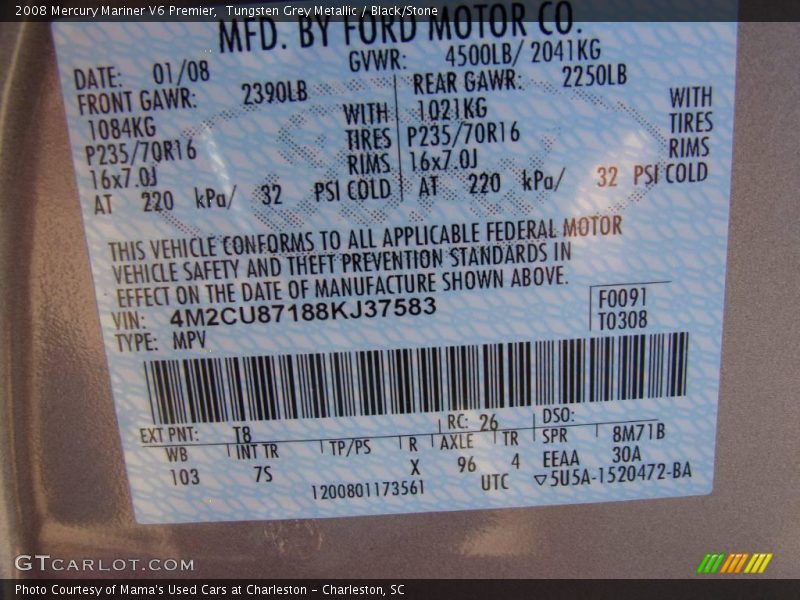 2008 Mercury Mariner V6 Premier,  Tungsten Grey Metallic / Black/Stone
MFD. BY FORD MOTOR CO.
DATE: 01/08 GVWR: 4500LB/ 2041KG
FRONT GAWR: 2390LB REAR GAWR: 2250LB
1084KG WITH 1021KG WITH
P235/70R16 TIRES P235/70R16 TIRES
16x7.0J RIMS 16x7.0J RIMS
AT 220 kPa/ 32 PSI COLD AT 220 kPa/ 32 PSI COLD
THIS VEHICLE CONFORMS TO ALL APPLICABLE FEDERAL MOTOR
VEHICLE SAFETY AND THEFT PREVENTION STANDARDS IN
EFFECT ON THE DATE OF MANUFACTURE SHOWN ABOVE.
VIN: 4M2CU87188KJ37583 F0091
TYPE: MPV T0308
EXT PNT: T8 RC: 26 DSO:
WB INT TR TP/PS R AXLE TR SPR 8M71B
103 7S X 96 4 EEAA 30A
1200801173561 UTC ▽5U5A-1520472-BA
GTCARLOT.COM
Photo Courtesy of Mama's Used Cars at Charleston - Charleston, SC